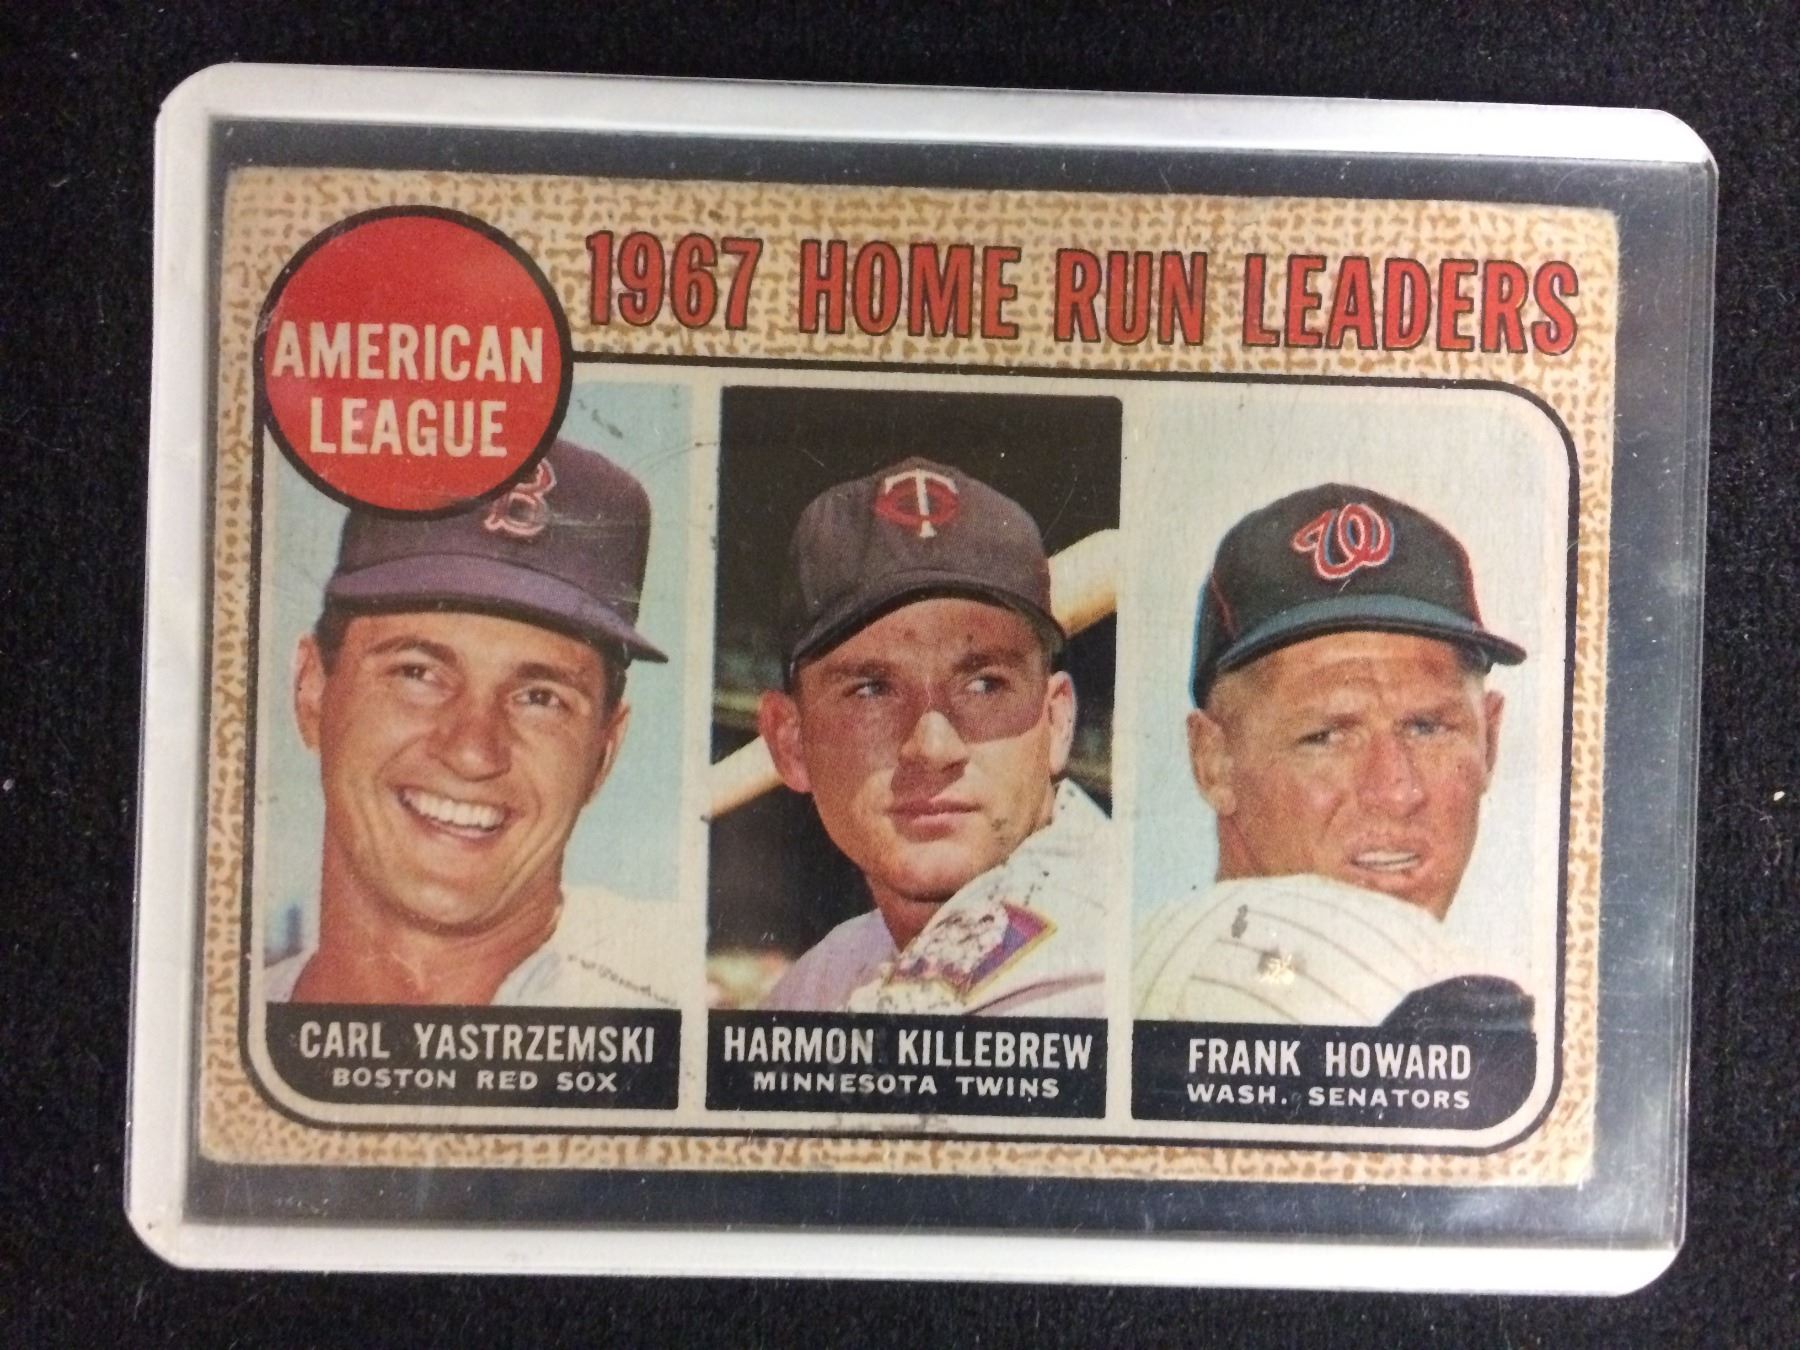 1967 HOME RUN LEADERS
AMERICAN
LEAGUE
B
TC
W
CARL YASTRZEMSKI
BOSTON RED SOX
HARMON KILLEBREW
MINNESOTA TWINS
FRANK HOWARD
WASH. SENATORS